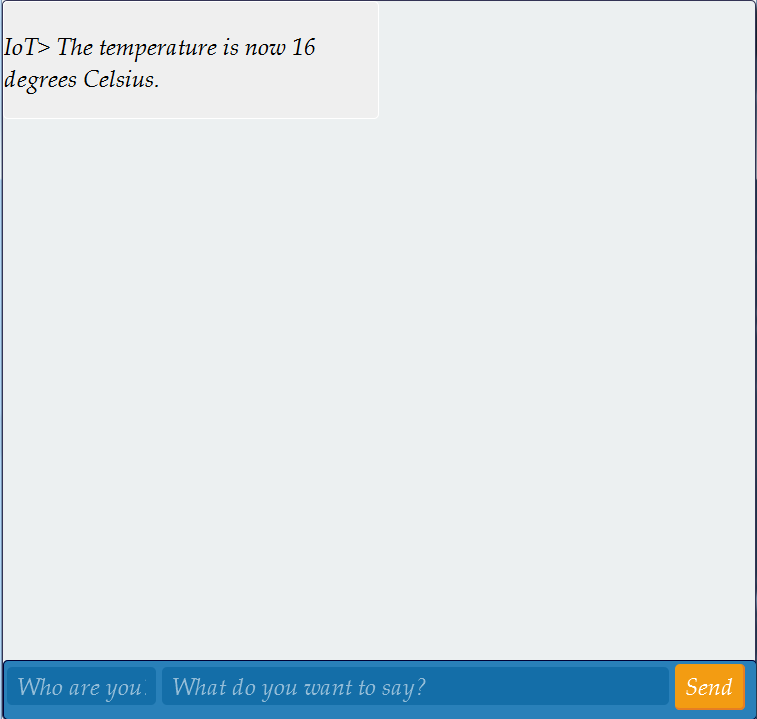 IoT> The temperature is now 16
degrees Celsius.
Who are you
What do you want to say?
Send